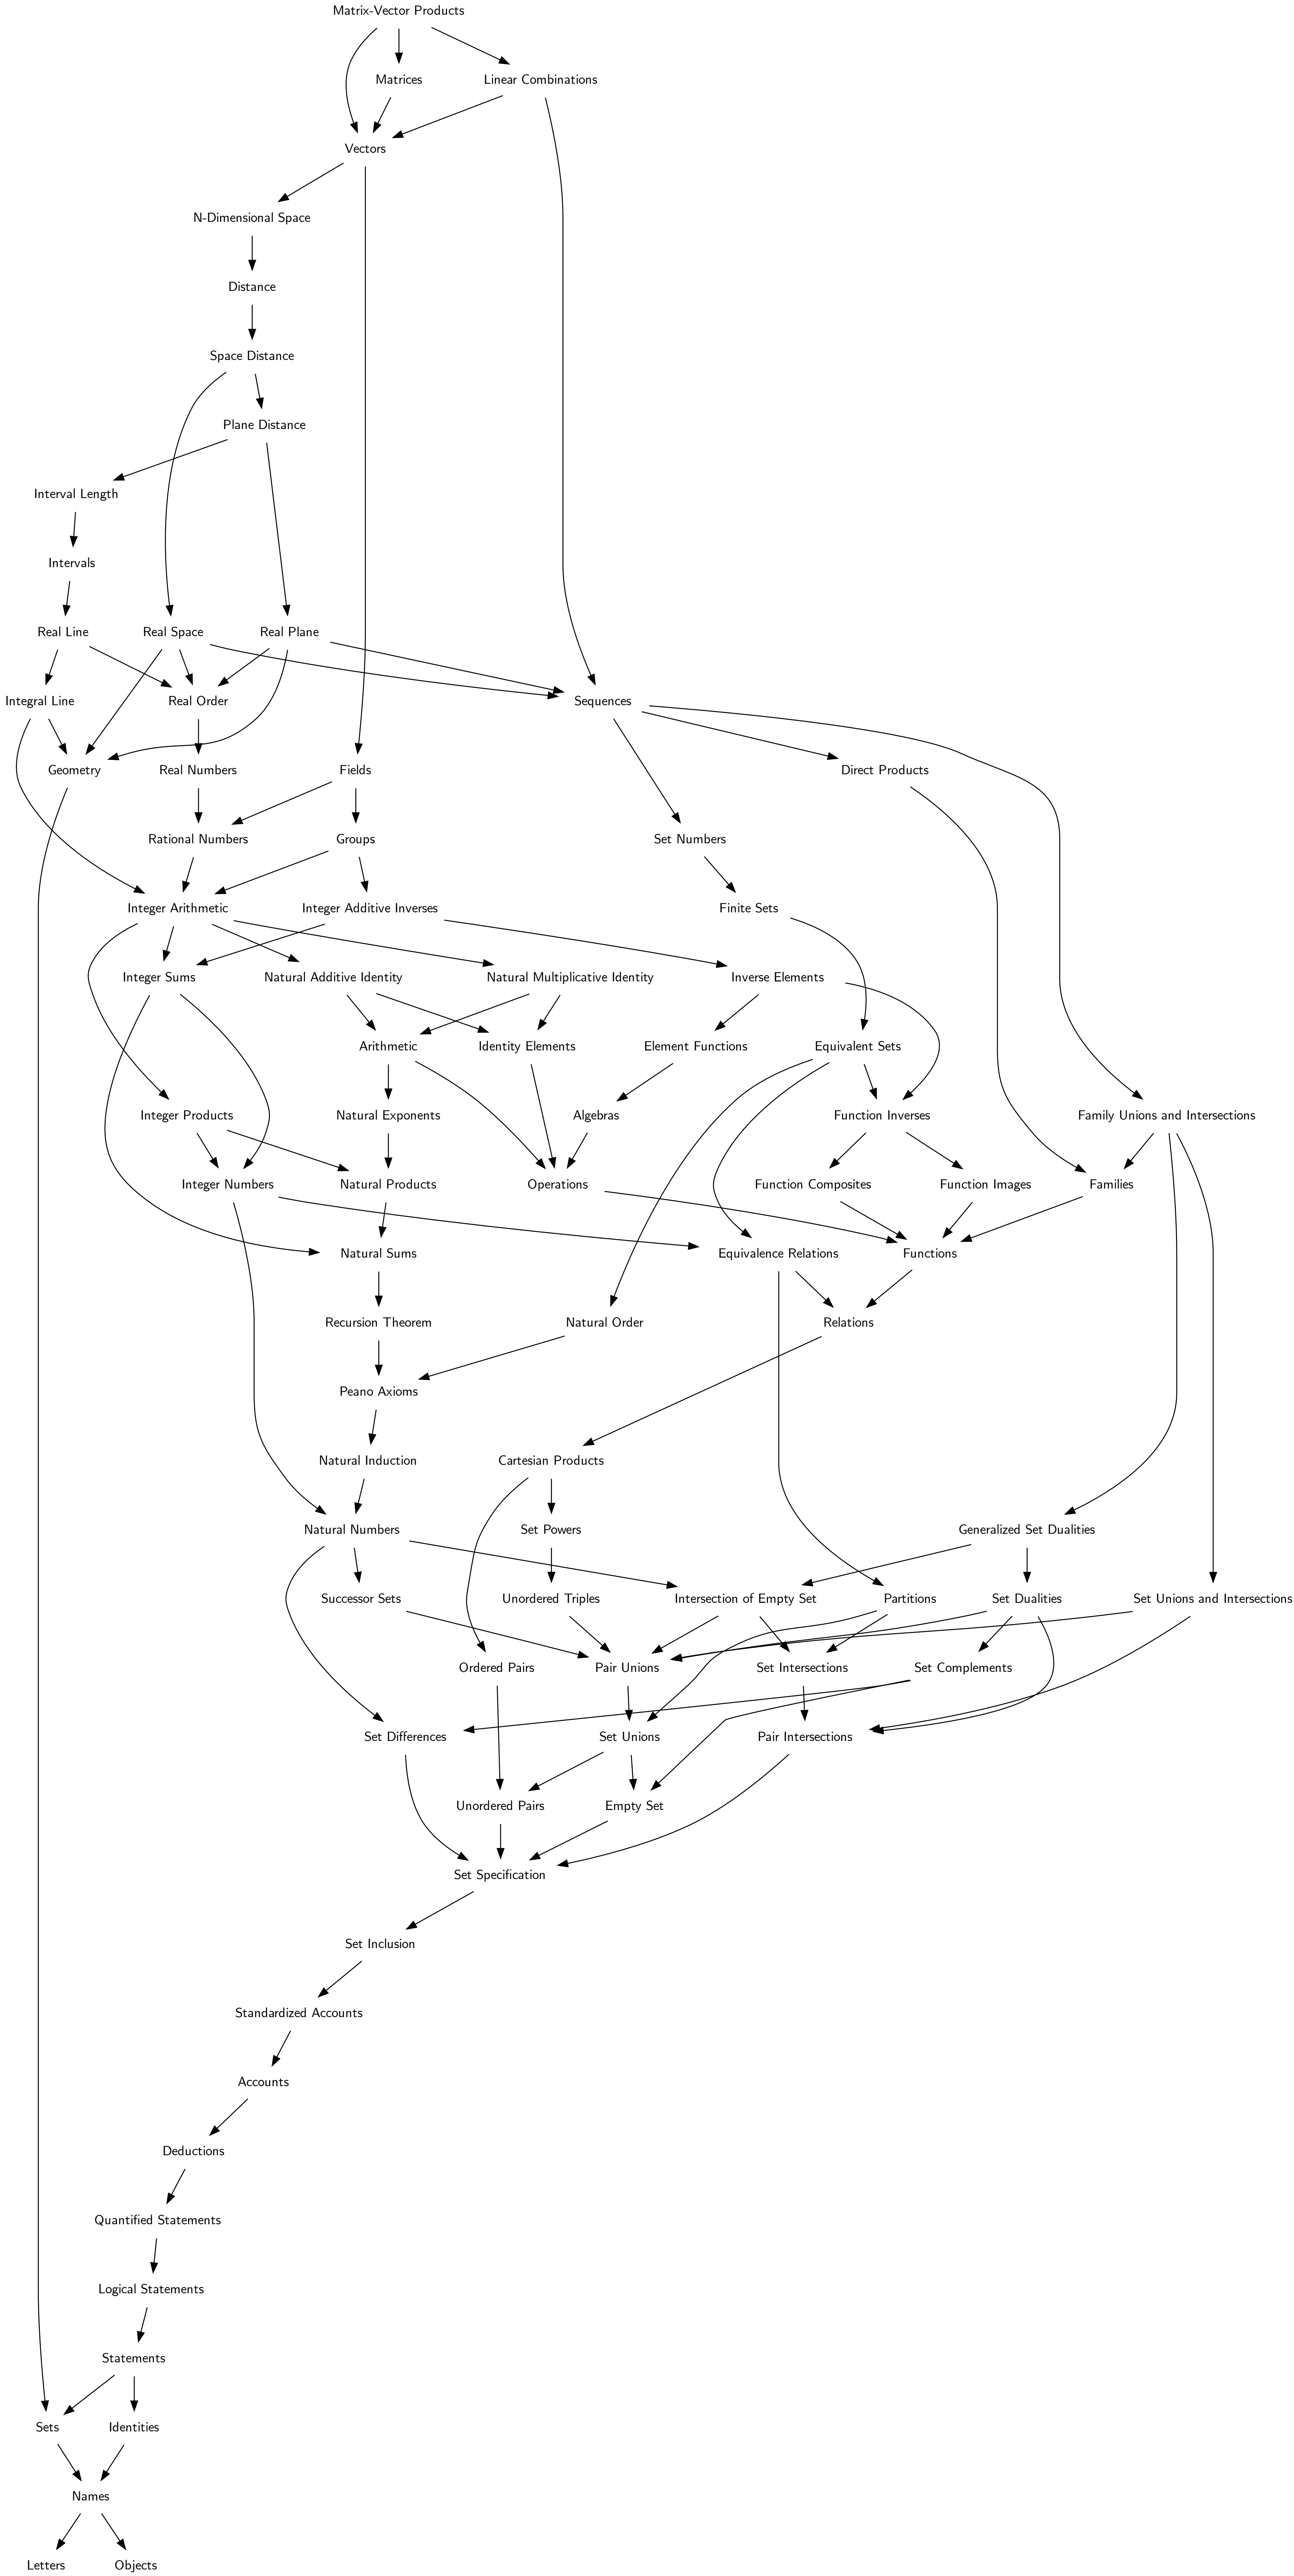 Matrix-Vector Products
Matrices
Linear Combinations
Vectors
N-Dimensional Space
Distance
Space Distance
Plane Distance
Interval Length
Intervals
Real Line
Real Space
Real Plane
Integral Line
Real Order
Sequences
Geometry
Real Numbers
Fields
Direct Products
Rational Numbers
Groups
Set Numbers
Integer Arithmetic
Integer Additive Inverses
Finite Sets
Integer Sums
Natural Additive Identity
Natural Multiplicative Identity
Inverse Elements
Arithmetic
Identity Elements
Element Functions
Equivalent Sets
Integer Products
Natural Exponents
Algebras
Function Inverses
Family Unions and Intersections
Integer Numbers
Natural Products
Operations
Function Composites
Function Images
Families
Natural Sums
Equivalence Relations
Functions
Recursion Theorem
Natural Order
Relations
Peano Axioms
Natural Induction
Cartesian Products
Natural Numbers
Set Powers
Generalized Set Dualities
Successor Sets
Unordered Triples
Intersection of Empty Set
Partitions
Set Dualities
Set Unions and Intersections
Ordered Pairs
Pair Unions
Set Intersections
Set Complements
Set Differences
Set Unions
Pair Intersections
Unordered Pairs
Empty Set
Set Specification
Set Inclusion
Standardized Accounts
Accounts
Deductions
Quantified Statements
Logical Statements
Statements
Sets
Identities
Names
Letters
Objects